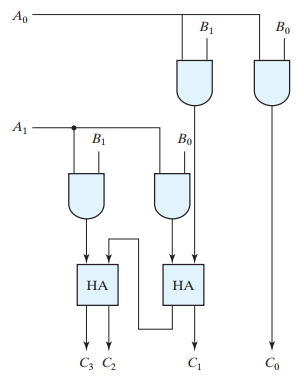 A₀
B₁ B₀
A₁
B₁ B₀
HA HA
C₃ C₂ C₁ C₀